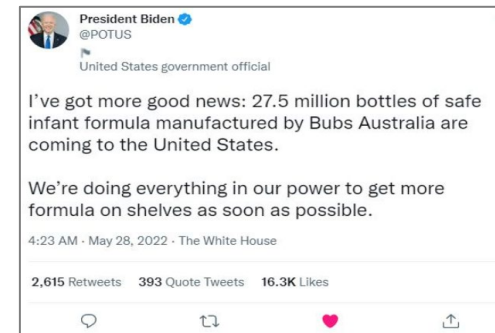 President Biden
@POTUS
United States government official
I've got more good news: 27.5 million bottles of safe
infant formula manufactured by Bubs Australia are
coming to the United States.
We're doing everything in our power to get more
formula on shelves as soon as possible.
4:23 AM · May 28, 2022 · The White House
2,615 Retweets 393 Quote Tweets 16.3K Likes